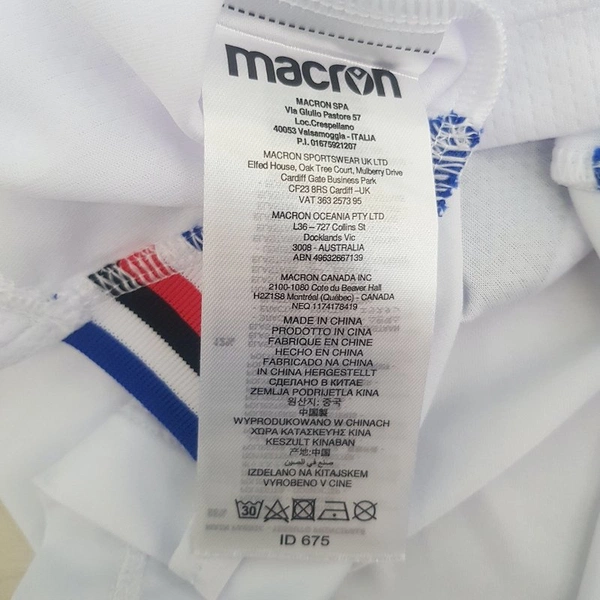 macron
MACRON SPA
Via Giulio Pastore 57
Loc.Crespellano
40053 Valsamoggia - ITALIA
P.I. 01675921207
MACRON SPORTSWEAR UK LTD
Elfed House, Oak Tree Court, Mulberry Drive
Cardiff Gate Business Park
CF23 8RS Cardiff -UK
VAT 363 2573 95
MACRON OCEANIA PTY LTD
L36 – 727 Collins St
Docklands Vic
3008 - AUSTRALIA
ABN 49632667139
MACRON CANADA INC
2100-1080 Cote du Beaver Hall
H2Z1S8 Montréal (Québec) - CANADA
NEQ 1174178419
MADE IN CHINA
PRODOTTO IN CINA
FABRIQUE EN CHINE
HECHO EN CHINA
FABRICADO NA CHINA
IN CHINA HERGESTELLT
СДЕЛАНО В КИТАЕ
ZEMLJA PODRIJETLA KINA
원산지: 중국
中国製
WYPRODUKOWANO W CHINACH
ΧΩΡΑ ΚΑΤΑΣΚΕΥΗΣ ΚΙΝΑ
KESZULT KINABAN
产地: 中国
صنع في الصين
IZDELANO NA KITAJSKEM
VYROBENO V CINE
30
ID 675